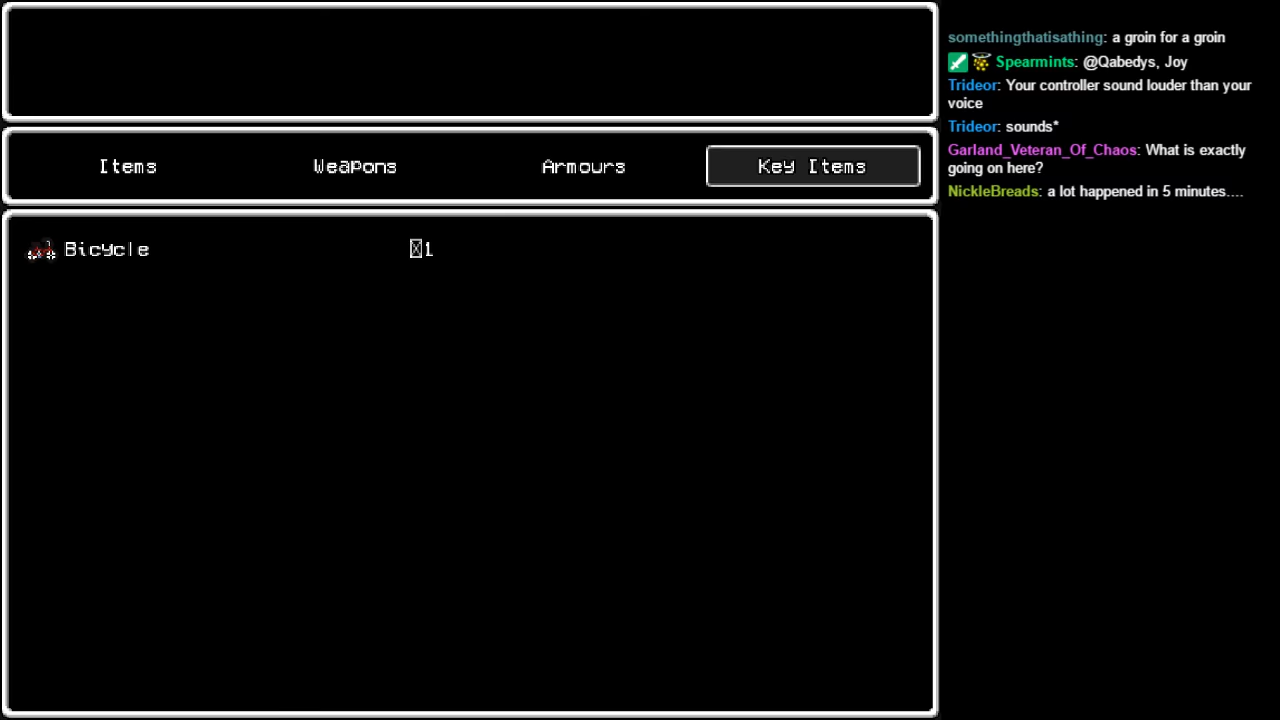 Items Weapons Armours Key Items
Bicycle 1
somethingthatisathing: a groin for a groin
Spearmints: @Qabedys, Joy
Trideor: Your controller sound louder than your
voice
Trideor: sounds*
Garland_Veteran_Of_Chaos: What is exactly
going on here?
NickleBreads: a lot happened in 5 minutes....